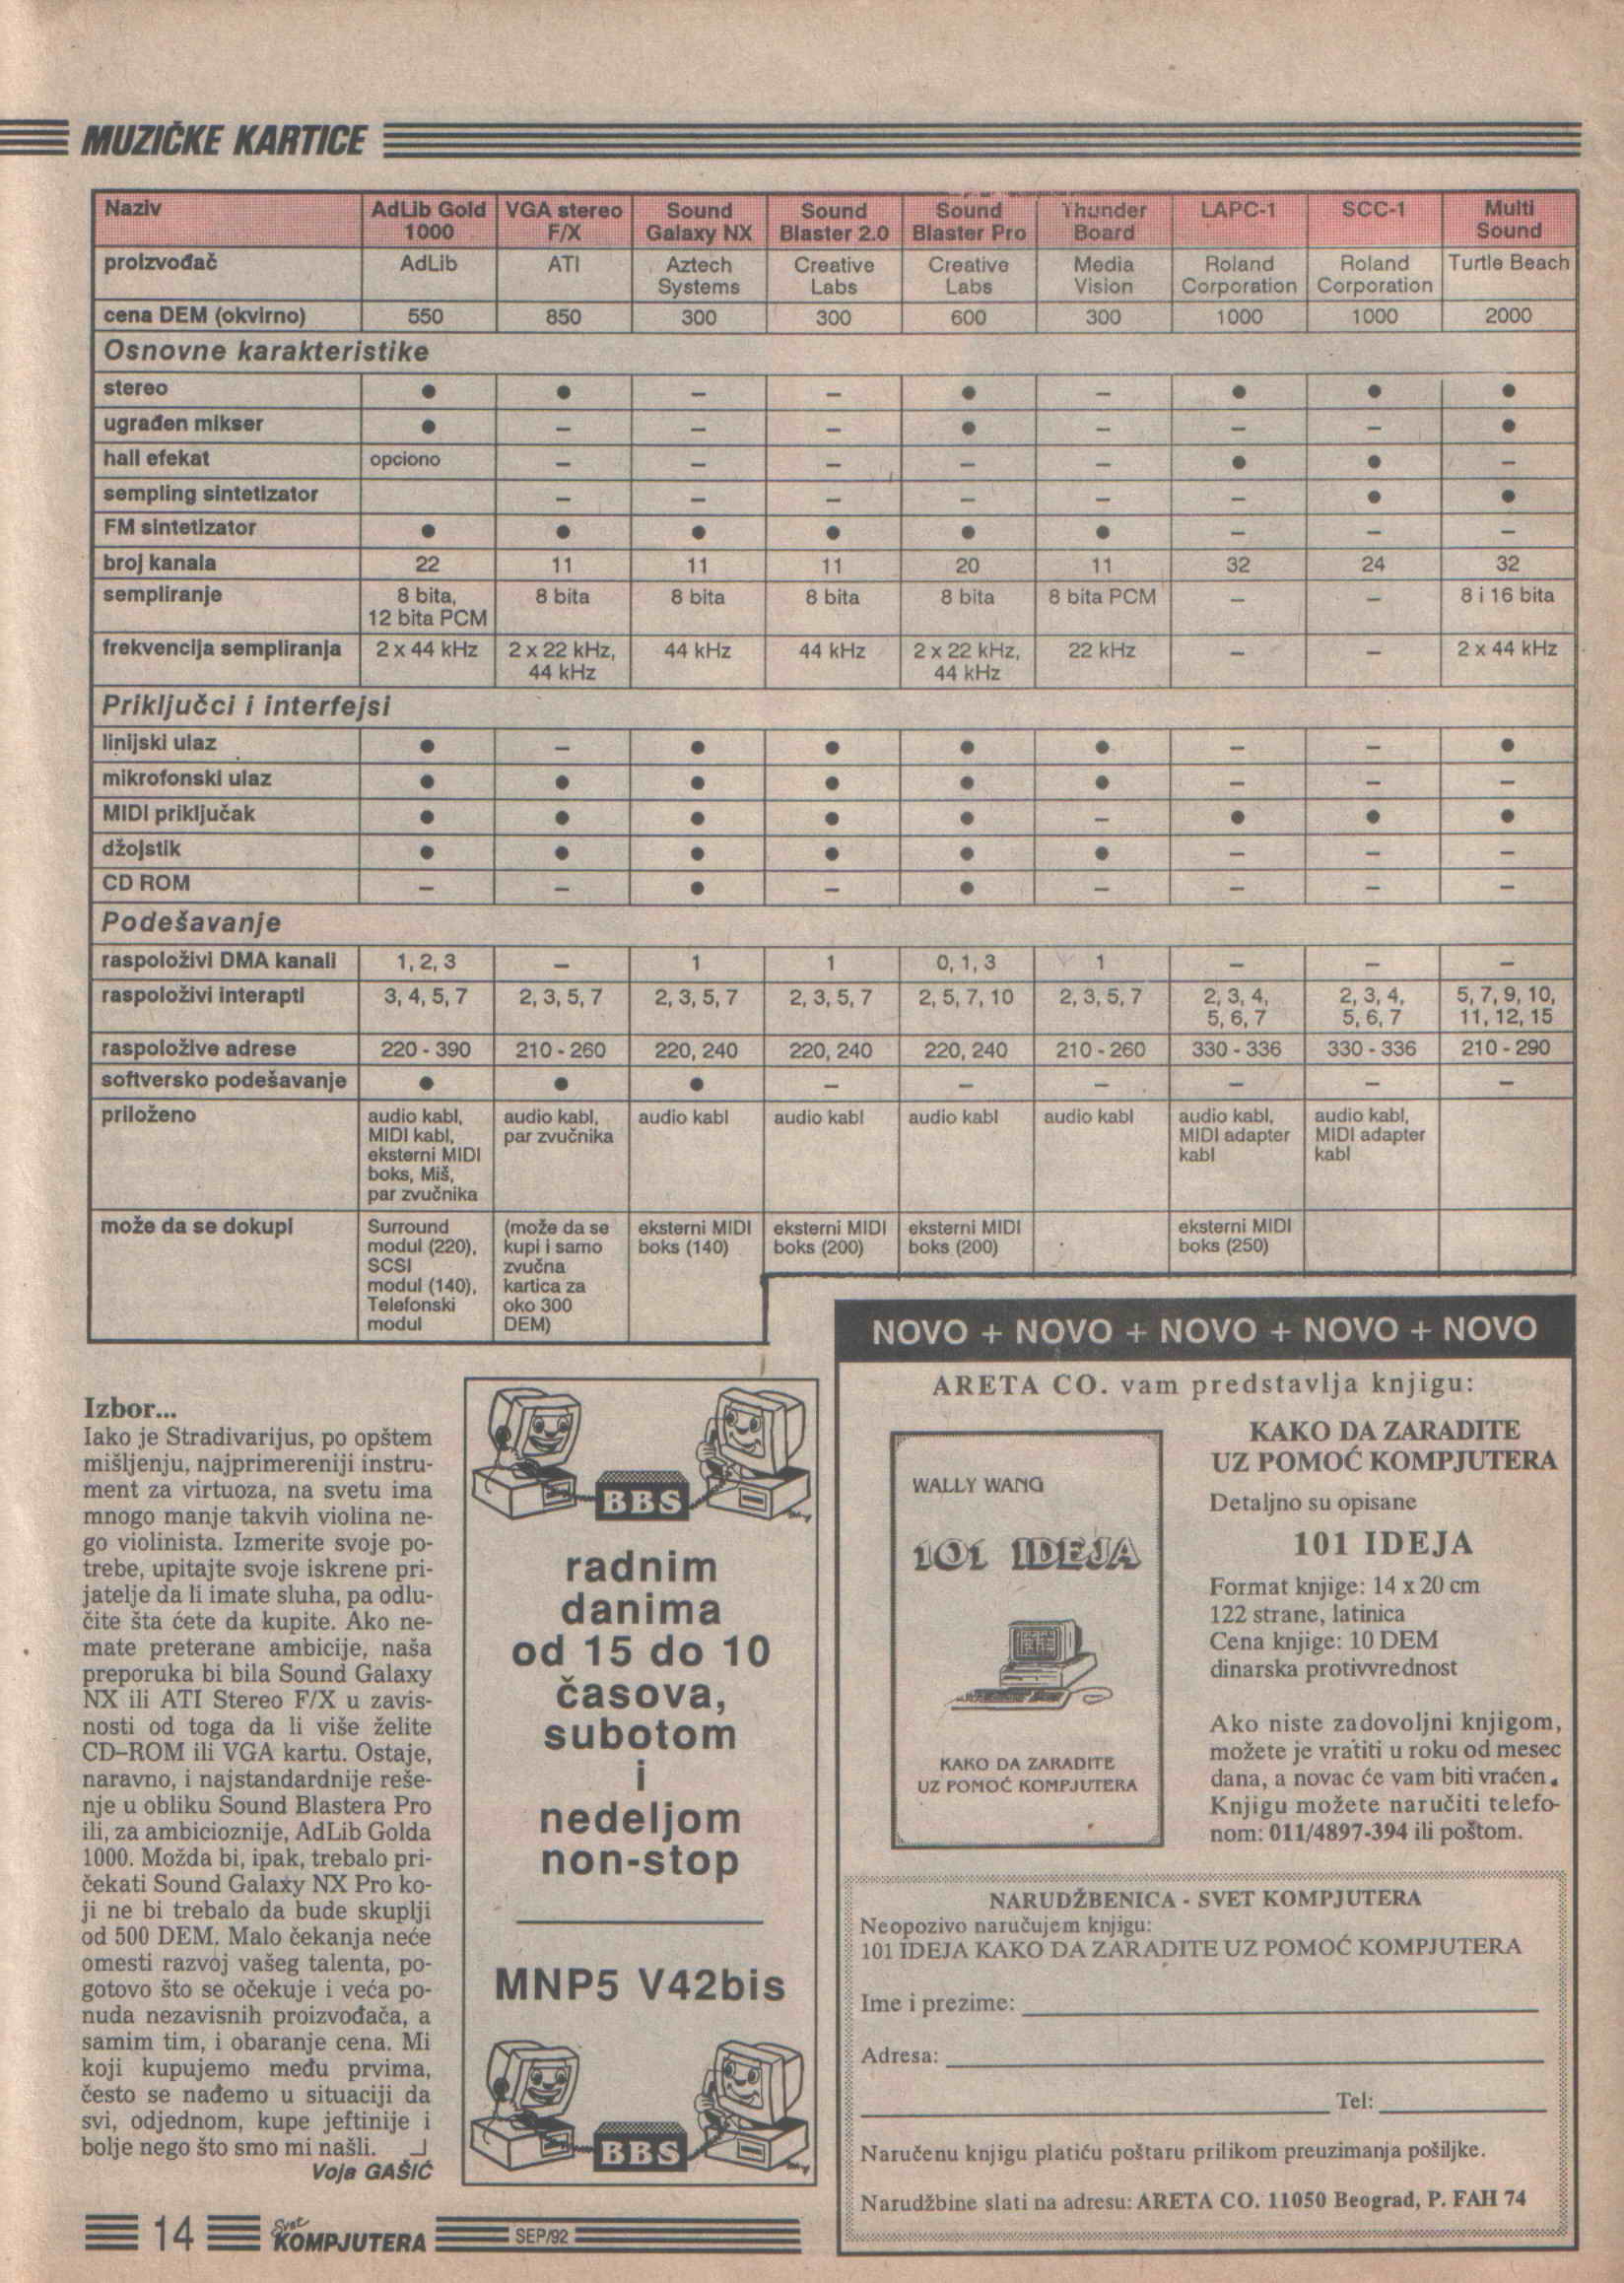 MUZIČKE KARTICE
Naziv | AdLib Gold 1000 | VGA stereo F/X | Sound Galaxy NX | Sound Blaster 2.0 | Sound Blaster Pro | Thunder Board | LAPC-1 | SCC-1 | Multi Sound
proizvođač | AdLib | ATI | Aztech Systems | Creative Labs | Creative Labs | Media Vision | Roland Corporation | Roland Corporation | Turtle Beach
cena DEM (okvirno) | 550 | 850 | 300 | 300 | 600 | 300 | 1000 | 1000 | 2000
Osnovne karakteristike
stereo | ● | ● | – | – | ● | – | ● | ● | ●
ugrađen mikser | ● | – | – | – | ● | – | – | – | ●
hall efekat | opciono | – | – | – | – | – | ● | ● | –
sempling sintetizator | | – | – | – | – | – | – | ● | ●
FM sintetizator | ● | ● | ● | ● | ● | ● | – | – | –
broj kanala | 22 | 11 | 11 | 11 | 20 | 11 | 32 | 24 | 32
sempliranje | 8 bita, 12 bita PCM | 8 bita | 8 bita | 8 bita | 8 bita | 8 bita PCM | – | – | 8 i 16 bita
frekvencija sempliranja | 2 x 44 kHz | 2 x 22 kHz, 44 kHz | 44 kHz | 44 kHz | 2 x 22 kHz, 44 kHz | 22 kHz | – | – | 2 x 44 kHz
Priključci i interfejsi
linijski ulaz | ● | – | ● | ● | ● | ● | – | – | ●
mikrofonski ulaz | ● | ● | ● | ● | ● | ● | – | – | –
MIDI priključak | ● | ● | ● | ● | ● | – | ● | ● | ●
džojstik | ● | ● | ● | ● | ● | ● | – | – | –
CD ROM | – | – | ● | – | ● | – | – | – | –
Podešavanje
raspoloživi DMA kanali | 1, 2, 3 | – | 1 | 1 | 0, 1, 3 | 1 | – | – | –
raspoloživi interapti | 3, 4, 5, 7 | 2, 3, 5, 7 | 2, 3, 5, 7 | 2, 3, 5, 7 | 2, 5, 7, 10 | 2, 3, 5, 7 | 2, 3, 4, 5, 6, 7 | 2, 3, 4, 5, 6, 7 | 5, 7, 9, 10, 11, 12, 15
raspoložive adrese | 220 - 390 | 210 - 260 | 220, 240 | 220, 240 | 220, 240 | 210 - 260 | 330 - 336 | 330 - 336 | 210 - 290
softversko podešavanje | ● | ● | ● | – | – | – | – | – | –
priloženo | audio kabl, MIDI kabl, eksterni MIDI boks, Miš, par zvučnika | audio kabl, par zvučnika | audio kabl | audio kabl | audio kabl | audio kabl | audio kabl, MIDI adapter kabl | audio kabl, MIDI adapter kabl |
može da se dokupi | Surround modul (220), SCSI modul (140), Telefonski modul | (može da se kupi i samo zvučna kartica za oko 300 DEM) | eksterni MIDI boks (140) | eksterni MIDI boks (200) | eksterni MIDI boks (200) | | eksterni MIDI boks (250) | |
Izbor...
Iako je Stradivarijus, po opštem
mišljenju, najprimereniji instru-
ment za virtuoza, na svetu ima
mnogo manje takvih violina ne-
go violinista. Izmerite svoje po-
trebe, upitajte svoje iskrene pri-
jatelje da li imate sluha, pa odlu-
čite šta ćete da kupite. Ako ne-
mate preterane ambicije, naša
preporuka bi bila Sound Galaxy
NX ili ATI Stereo F/X u zavis-
nosti od toga da li više želite
CD–ROM ili VGA kartu. Ostaje,
naravno, i najstandardnije reše-
nje u obliku Sound Blastera Pro
ili, za ambicioznije, AdLib Golda
1000. Možda bi, ipak, trebalo pri-
čekati Sound Galaxy NX Pro ko-
ji ne bi trebalo da bude skuplji
od 500 DEM. Malo čekanja neće
omesti razvoj vašeg talenta, po-
gotovo što se očekuje i veća po-
nuda nezavisnih proizvođača, a
samim tim, i obaranje cena. Mi
koji kupujemo među prvima,
često se nađemo u situaciji da
svi, odjednom, kupe jeftinije i
bolje nego što smo mi našli.
Voja GAŠIĆ
BBS
radnim
danima
od 15 do 10
časova,
subotom
i
nedeljom
non-stop
MNP5 V42bis
BBS
NOVO + NOVO + NOVO + NOVO + NOVO
ARETA CO. vam predstavlja knjigu:
WALLY WANG
101 IDEJA
KAKO DA ZARADITE
UZ POMOĆ KOMPJUTERA
KAKO DA ZARADITE
UZ POMOĆ KOMPJUTERA
Detaljno su opisane
101 IDEJA
Format knjige: 14 x 20 cm
122 strane, latinica
Cena knjige: 10 DEM
dinarska protivvrednost
Ako niste zadovoljni knjigom,
možete je vratiti u roku od mesec
dana, a novac će vam biti vraćen.
Knjigu možete naručiti telefo-
nom: 011/4897-394 ili poštom.
NARUDŽBENICA - SVET KOMPJUTERA
Neopozivo naručujem knjigu:
101 IDEJA KAKO DA ZARADITE UZ POMOĆ KOMPJUTERA
Ime i prezime:
Adresa:
Tel:
Naručenu knjigu platiću poštaru prilikom preuzimanja pošiljke.
Narudžbine slati na adresu: ARETA CO. 11050 Beograd, P. FAH 74
14 Svet KOMPJUTERA SEP/92